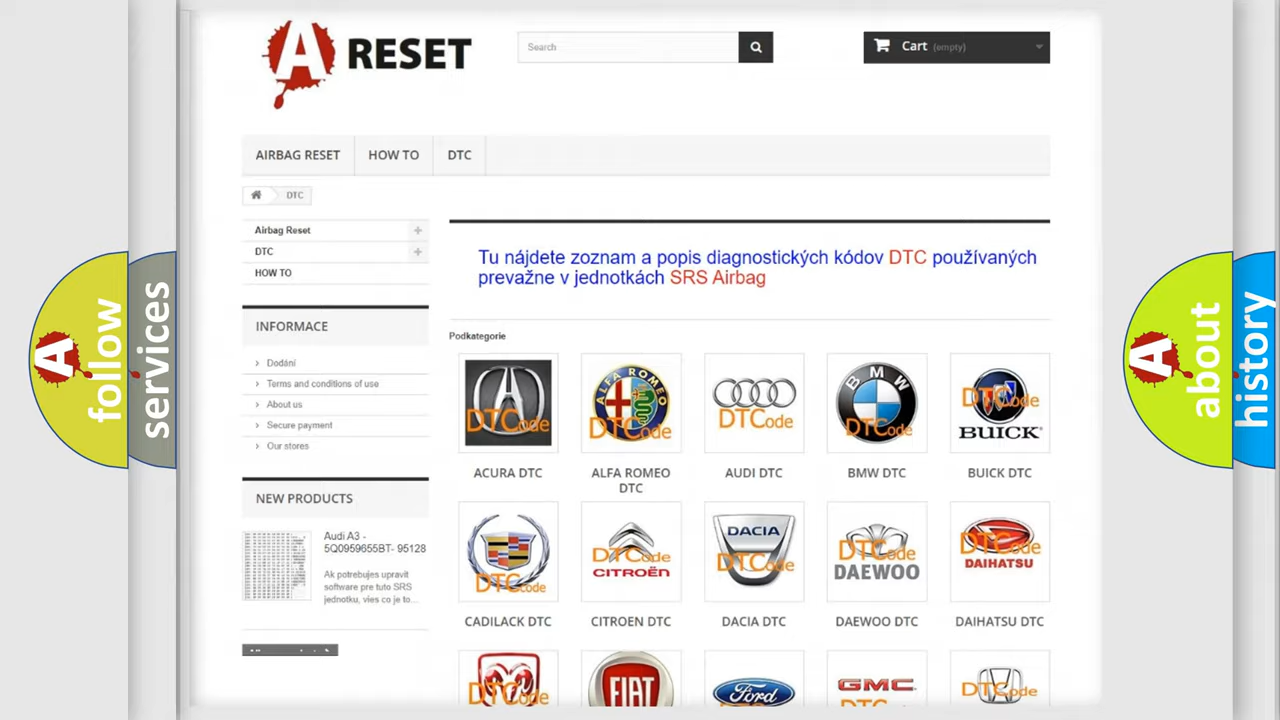 A RESET
Search
Cart (empty)
AIRBAG RESET
HOW TO
DTC
DTC
Airbag Reset
DTC
HOW TO
INFORMACE
Dodání
Terms and conditions of use
About us
Secure payment
Our stores
NEW PRODUCTS
Audi A3 -
5Q0959655BT- 95128
Ak potrebujes upravit
software pre tuto SRS
jednotku, vies co je to...
Tu nájdete zoznam a popis diagnostických kódov DTC používaných
prevažne v jednotkách SRS Airbag
Podkategorie
DTCode
ALFA ROMEO
DTCode
DTCode
BMW
DTCode
DTCode
BUICK
ACURA DTC
ALFA ROMEO
DTC
AUDI DTC
BMW DTC
BUICK DTC
DTCode
DTCode
CITROËN
DACIA
DTCode
DTCode
DAEWOO
DTCode
DAIHATSU
CADILACK DTC
CITROEN DTC
DACIA DTC
DAEWOO DTC
DAIHATSU DTC
DTCode
FIAT
Ford
GMC
DTCode
A
follow
services
A
about
history